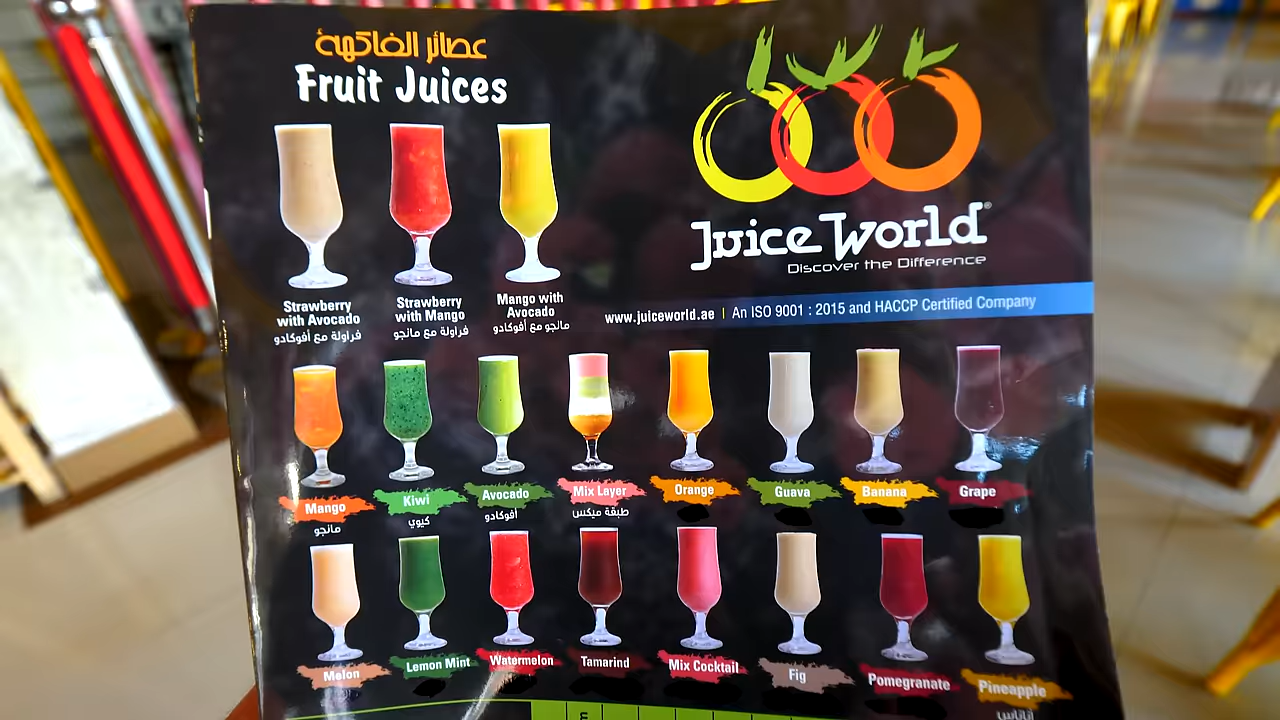 عصائر الفاكهة
Fruit Juices
Juice World®
Discover the Difference
www.juiceworld.ae | An ISO 9001 : 2015 and HACCP Certified Company
Strawberry
with Avocado
فراولة مع أفوكادو
Strawberry
with Mango
فراولة مع مانجو
Mango with
Avocado
مانجو مع أفوكادو
Mango
مانجو
Kiwi
كيوي
Avocado
أفوكادو
Mix Layer
طبقة ميكس
Orange
Guava
Banana
Grape
Melon
Lemon Mint
Watermelon
Tamarind
Mix Cocktail
Fig
Pomegranate
Pineapple
أناناس